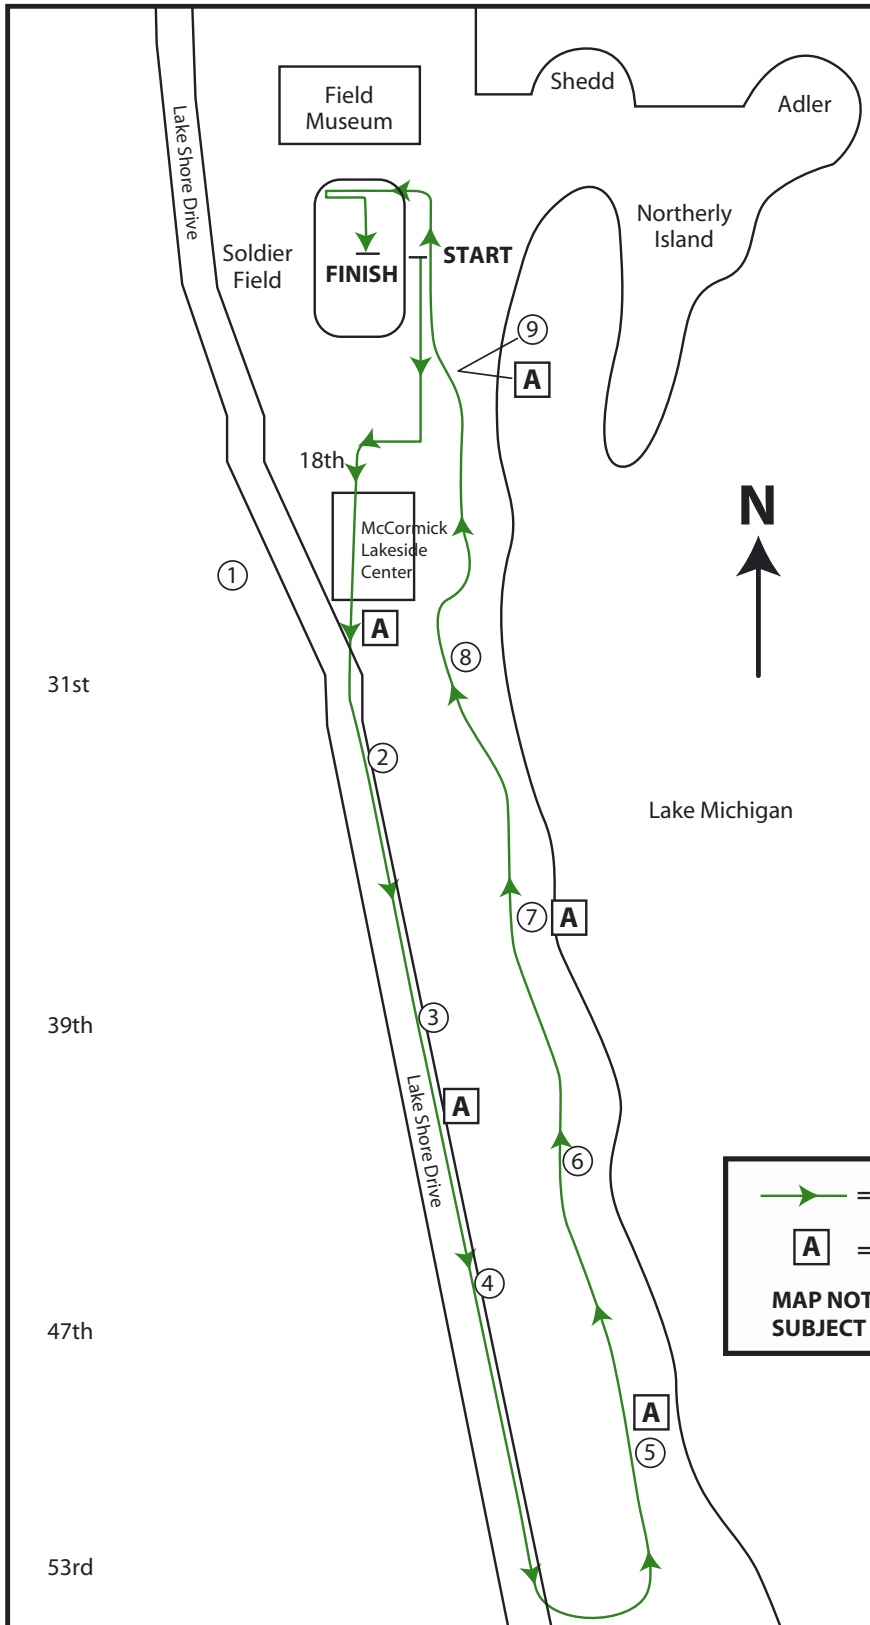 Shedd
Adler
Field
Museum
Lake Shore Drive
Northerly
Island
Soldier
Field
START
FINISH
9
A
18th
N
McCormick
Lakeside
Center
1
A
8
31st
2
Lake Michigan
7
A
39th
3
Lake Shore Drive
A
6
=
A =
MAP NOT
SUBJECT
4
47th
A
5
53rd